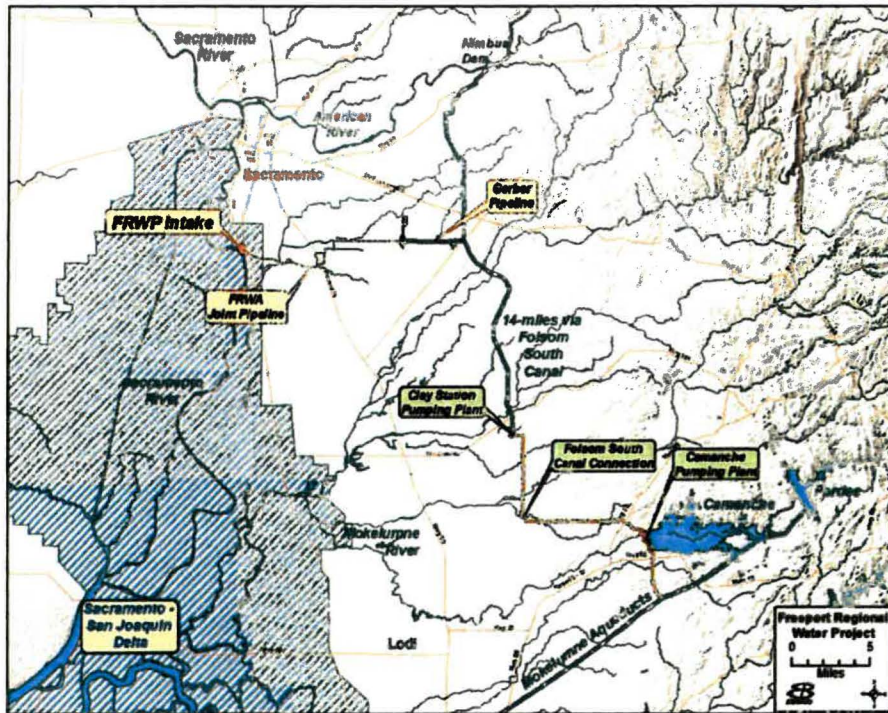 Sacramento
River
Nimbus
Dam
American
River
Sacramento
Gerber
Pipeline
FRWP Intake
FRWA
Joint Pipeline
14-miles via
Folsom
South
Canal
Sacramento
River
Clay Station
Pumping Plant
Folsom South
Canal Connection
Camanche
Pumping Plant
Camanche
Pardee
Mokelumne
River
Sacramento -
San Joaquin
Delta
Lodi
Mokelumne Aqueducts
Freeport Regional
Water Project
0 5
Miles